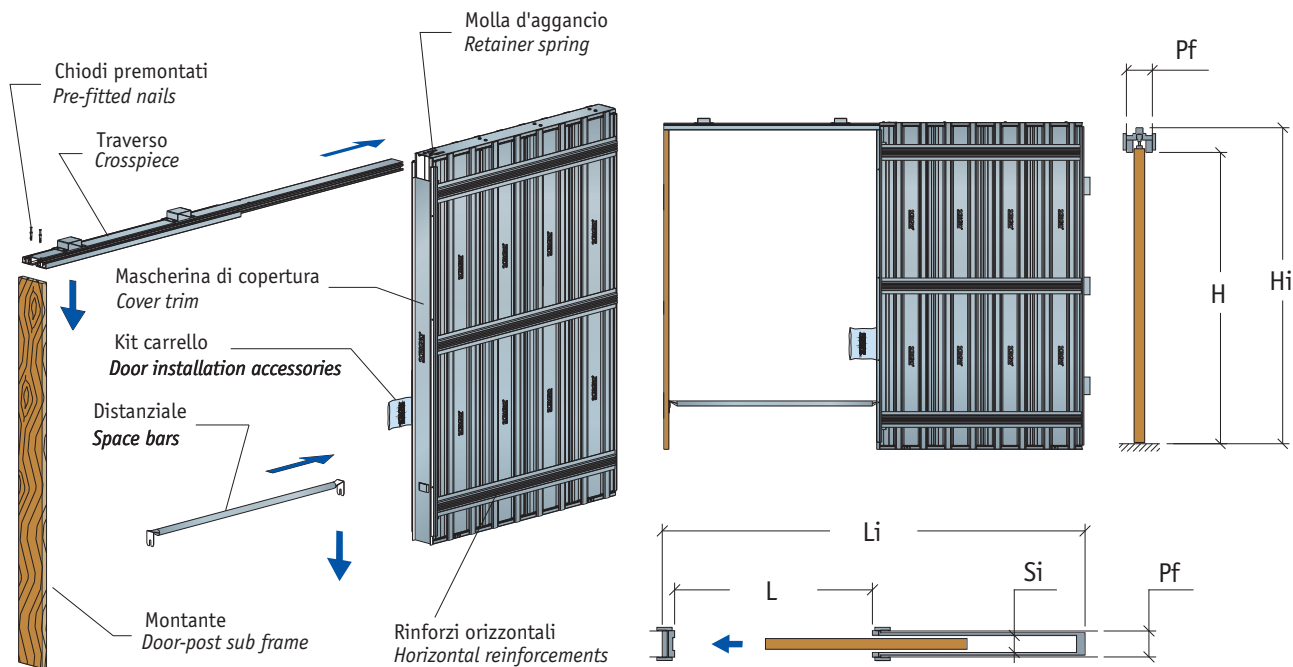 Molla d'aggancio
Retainer spring
Chiodi premontati
Pre-fitted nails
Traverso
Crosspiece
Mascherina di copertura
Cover trim
Kit carrello
Door installation accessories
Distanziale
Space bars
Montante
Door-post sub frame
Rinforzi orizzontali
Horizontal reinforcements
Pf
H
Hi
Li
L
Si
Pf